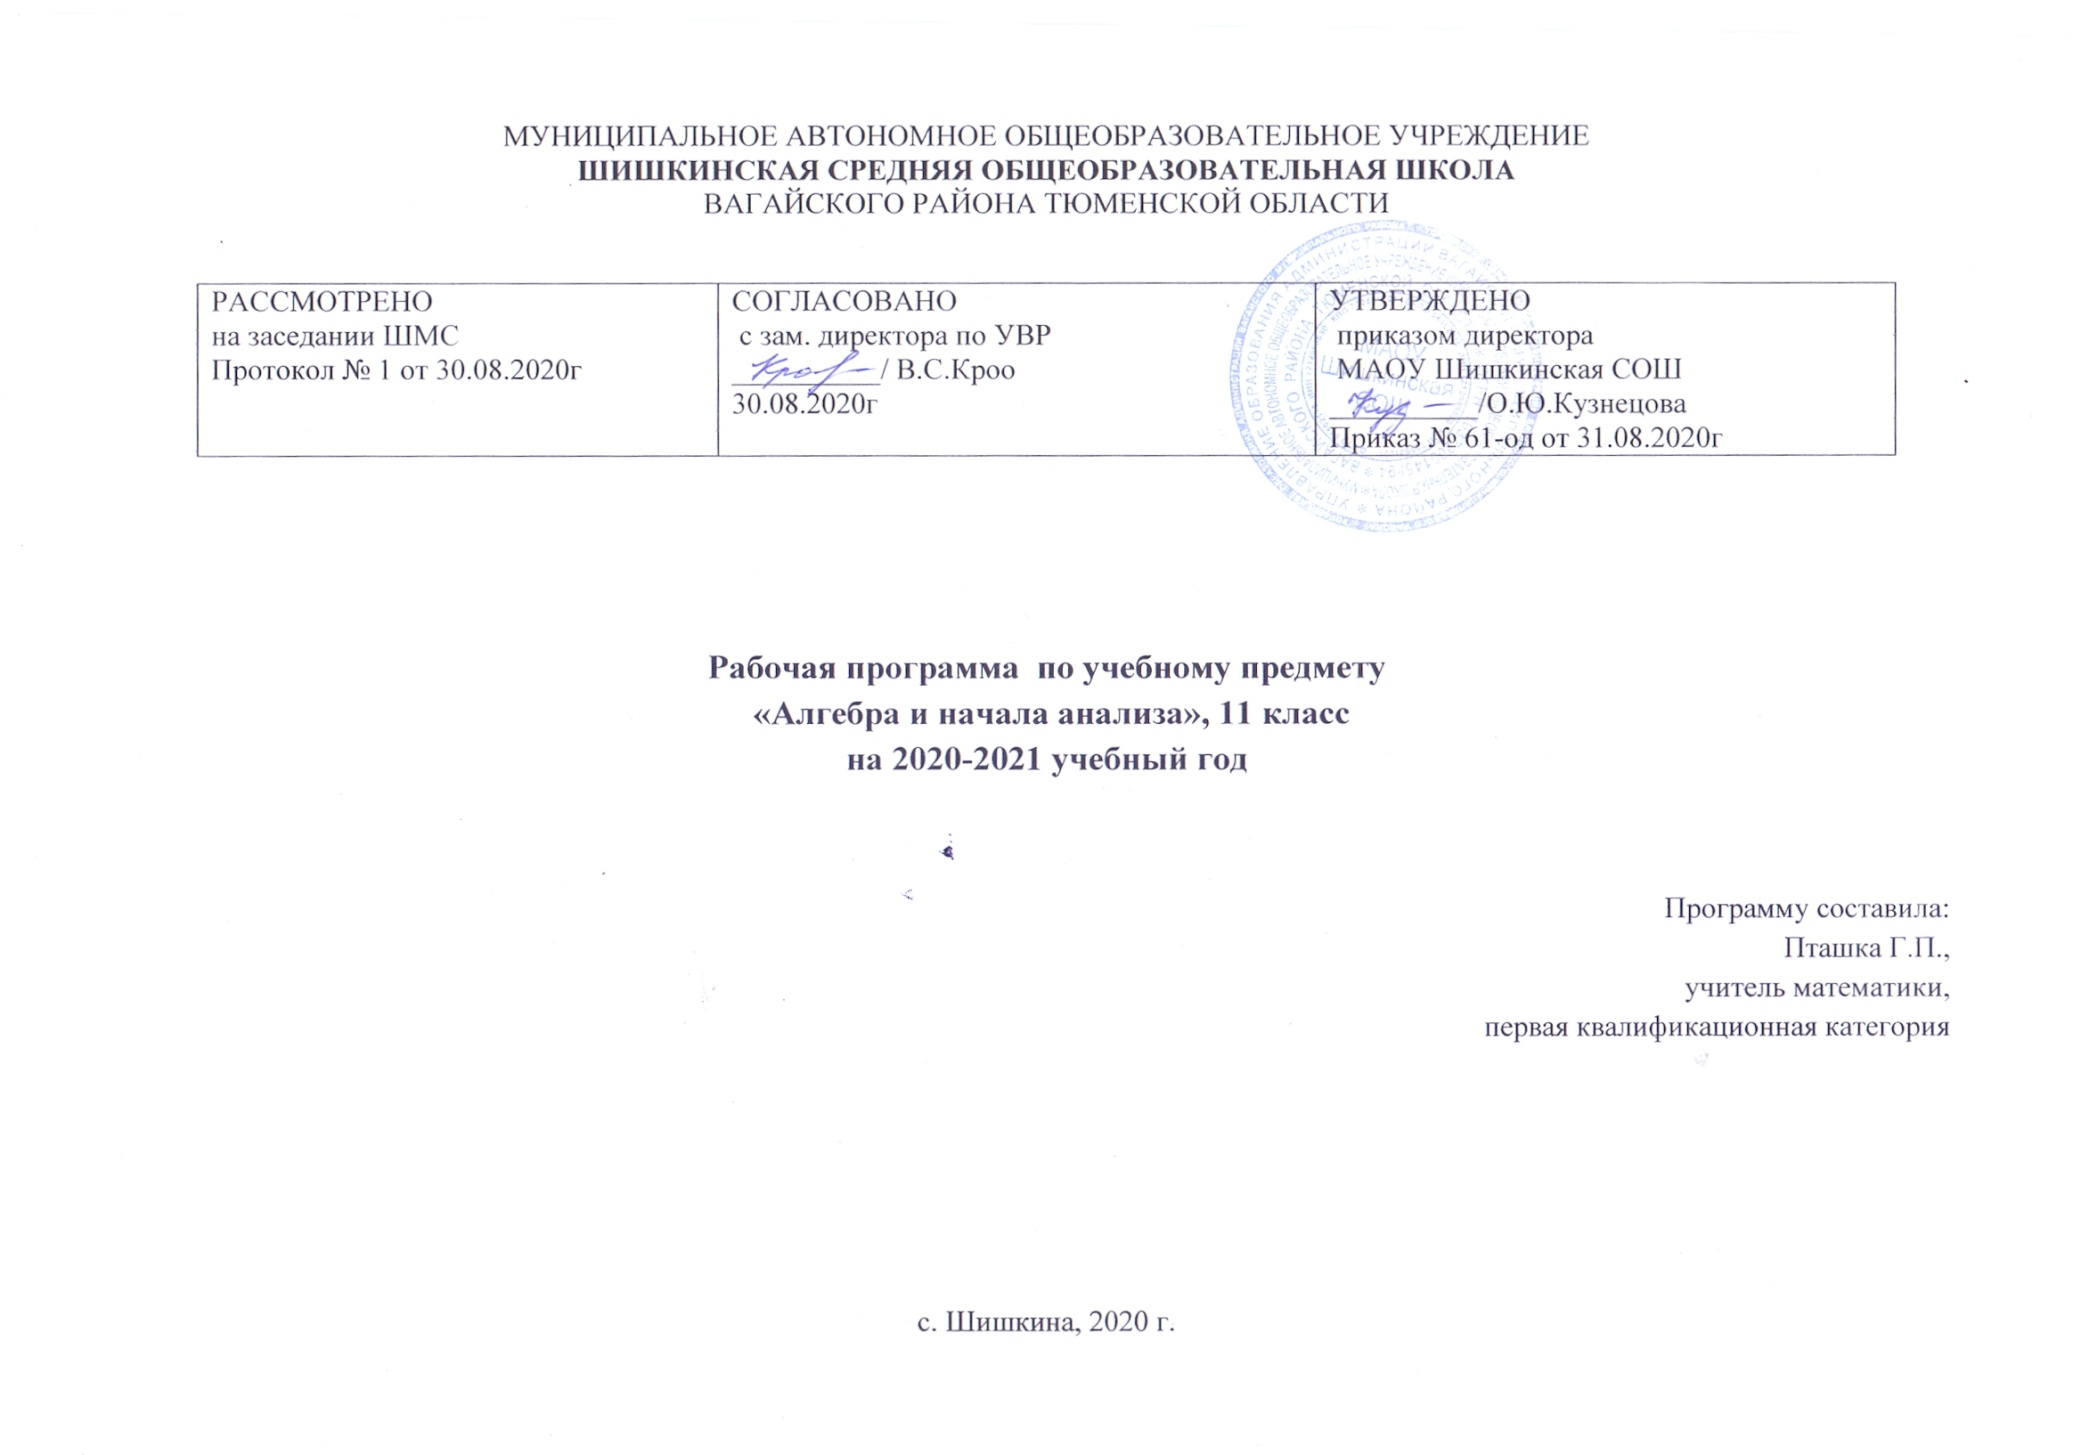 МУНИЦИПАЛЬНОЕ АВТОНОМНОЕ ОБЩЕОБРАЗОВАТЕЛЬНОЕ УЧРЕЖДЕНИЕ
ШИШКИНСКАЯ СРЕДНЯЯ ОБЩЕОБРАЗОВАТЕЛЬНАЯ ШКОЛА
ВАГАЙСКОГО РАЙОНА ТЮМЕНСКОЙ ОБЛАСТИ
РАССМОТРЕНО
на заседании ШМС
Протокол № 1 от 30.08.2020г
СОГЛАСОВАНО
с зам. директора по УВР
/ В.С.Кроо
30.08.2020г
УТВЕРЖДЕНО
приказом директора
МАОУ Шишкинская СОШ
/О.Ю.Кузнецова
Приказ № 61-од от 31.08.2020г
МАОУ
Шишкинская
СОШ
Рабочая программа  по учебному предмету
«Алгебра и начала анализа», 11 класс
на 2020-2021 учебный год
Программу составила:
Пташка Г.П.,
учитель математики,
первая квалификационная категория
с. Шишкина, 2020 г.